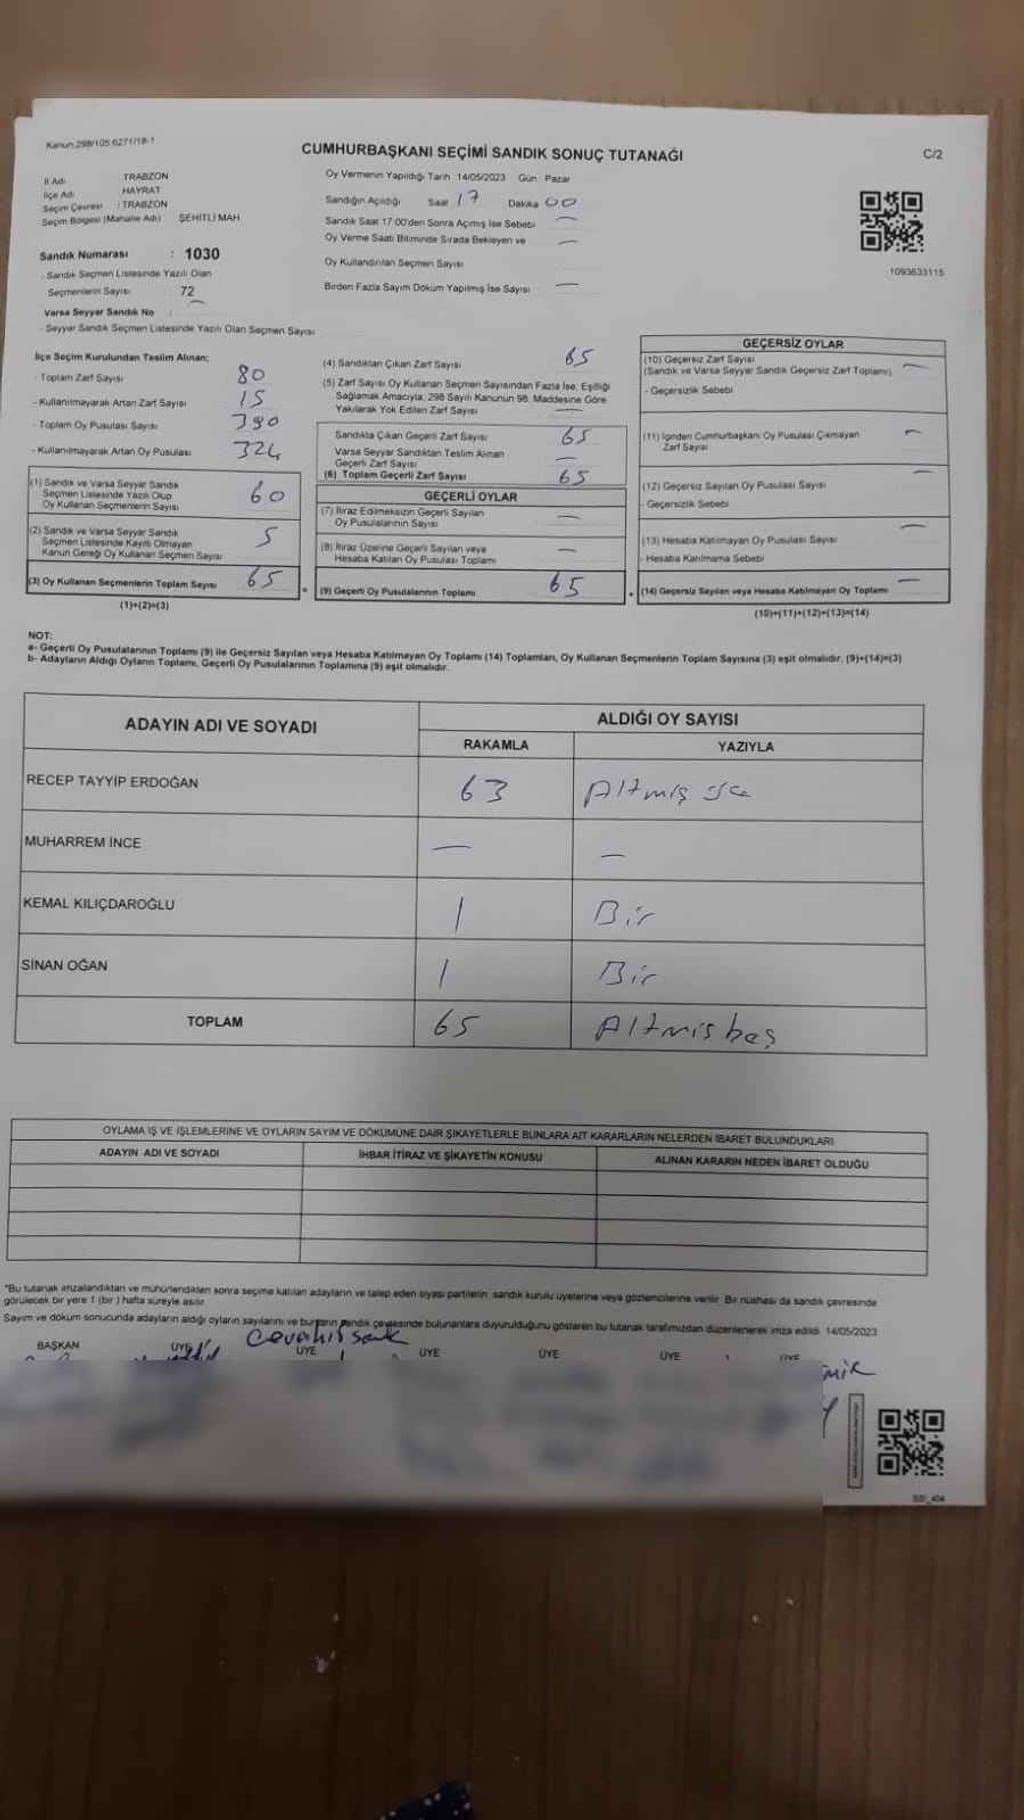 Kanun 298/105 6271/18-1
CUMHURBAŞKANI SEÇİMİ SANDIK SONUÇ TUTANAĞI
C/2
İl Adı : TRABZON
İlçe Adı HAYRAT
Seçim Çevresi : TRABZON
Seçim Bölgesi (Mahalle Adı) ŞEHİTLİ MAH
Oy Vermenin Yapıldığı Tarih 14/05/2023 Gün : Pazar
Sandığın Açıldığı Saat 17 Dakika 00
Sandık Saat 17:00'den Sonra Açılmış İse Sebebi —
Oy Verme Saati Bitiminde Sırada Bekleyen ve —
Oy Kullandırılan Seçmen Sayısı
Birden Fazla Sayım Döküm Yapılmış İse Sayısı —
1093633115
Sandık Numarası : 1030
- Sandık Seçmen Listesinde Yazılı Olan
Seçmenlerin Sayısı 72
Varsa Seyyar Sandık No : —
- Seyyar Sandık Seçmen Listesinde Yazılı Olan Seçmen Sayısı
İlçe Seçim Kurulundan Teslim Alınan;
- Toplam Zarf Sayısı 80
- Kullanılmayarak Artan Zarf Sayısı 15
- Toplam Oy Pusulası Sayısı 390
- Kullanılmayarak Artan Oy Pusulası 324
(1) Sandık ve Varsa Seyyar Sandık
Seçmen Listesinde Yazılı Olup
Oy Kullanan Seçmenlerin Sayısı 60
(2) Sandık ve Varsa Seyyar Sandık
Seçmen Listesinde Kayıtlı Olmayan
Kanun Gereği Oy Kullanan Seçmen Sayısı 5
(3) Oy Kullanan Seçmenlerin Toplam Sayısı 65
(1)+(2)=(3)
(4) Sandıktan Çıkan Zarf Sayısı 65
(5) Zarf Sayısı Oy Kullanan Seçmen Sayısından Fazla İse, Eşitliği
Sağlamak Amacıyla, 298 Sayılı Kanunun 98. Maddesine Göre
Yakılarak Yok Edilen Zarf Sayısı —
Sandıkta Çıkan Geçerli Zarf Sayısı 65
Varsa Seyyar Sandıktan Teslim Alınan
Geçerli Zarf Sayısı —
(6) Toplam Geçerli Zarf Sayısı 65
GEÇERLİ OYLAR
(7) İtiraz Edilmeksizin Geçerli Sayılan
Oy Pusulalarının Sayısı —
(8) İtiraz Üzerine Geçerli Sayılan veya
Hesaba Katılan Oy Pusulası Toplamı —
(9) Geçerli Oy Pusulalarının Toplamı 65
GEÇERSİZ OYLAR
(10) Geçersiz Zarf Sayısı
(Sandık ve Varsa Seyyar Sandık Geçersiz Zarf Toplamı) —
- Geçersizlik Sebebi
(11) İçinden Cumhurbaşkanı Oy Pusulası Çıkmayan
Zarf Sayısı —
(12) Geçersiz Sayılan Oy Pusulası Sayısı —
- Geçersizlik Sebebi
(13) Hesaba Katılmayan Oy Pusulası Sayısı —
- Hesaba Katılmama Sebebi
(14) Geçersiz Sayılan veya Hesaba Katılmayan Oy Toplamı —
(10)+(11)+(12)+(13)=(14)
NOT:
a- Geçerli Oy Pusulalarının Toplamı (9) ile Geçersiz Sayılan veya Hesaba Katılmayan Oy Toplamı (14) Toplamları, Oy Kullanan Seçmenlerin Toplam Sayısına (3) eşit olmalıdır. (9)+(14)=(3)
b- Adayların Aldığı Oyların Toplamı, Geçerli Oy Pusulalarının Toplamına (9) eşit olmalıdır.
ADAYIN ADI VE SOYADI
ALDIĞI OY SAYISI
RAKAMLA YAZIYLA
RECEP TAYYİP ERDOĞAN 63 Altmış üç
MUHARREM İNCE — —
KEMAL KILIÇDAROĞLU 1 Bir
SİNAN OĞAN 1 Bir
TOPLAM 65 Altmış beş
OYLAMA İŞ VE İŞLEMLERİNE VE OYLARIN SAYIM VE DÖKÜMÜNE DAİR ŞİKAYETLERLE BUNLARA AİT KARARLARIN NELERDEN İBARET BULUNDUKLARI
ADAYIN ADI VE SOYADI İHBAR İTİRAZ VE ŞİKAYETİN KONUSU ALINAN KARARIN NEDEN İBARET OLDUĞU
*Bu tutanak imzalandıktan ve mühürlendikten sonra seçime katılan adayların ve talep eden siyasi partilerin sandık kurulu üyelerine veya gözlemcilerine verilir. Bir nüshası da sandık çevresinde
görülecek bir yere 1 (bir ) hafta süreyle asılır
Sayım ve döküm sonucunda adayların aldığı oyların sayılarını ve bunların sandık çevresinde bulunanlara duyurulduğunu gösteren bu tutanak tarafımızdan düzenlenerek imza edildi. 14/05/2023
BAŞKAN ÜYE ÜYE ÜYE ÜYE ÜYE ÜYE